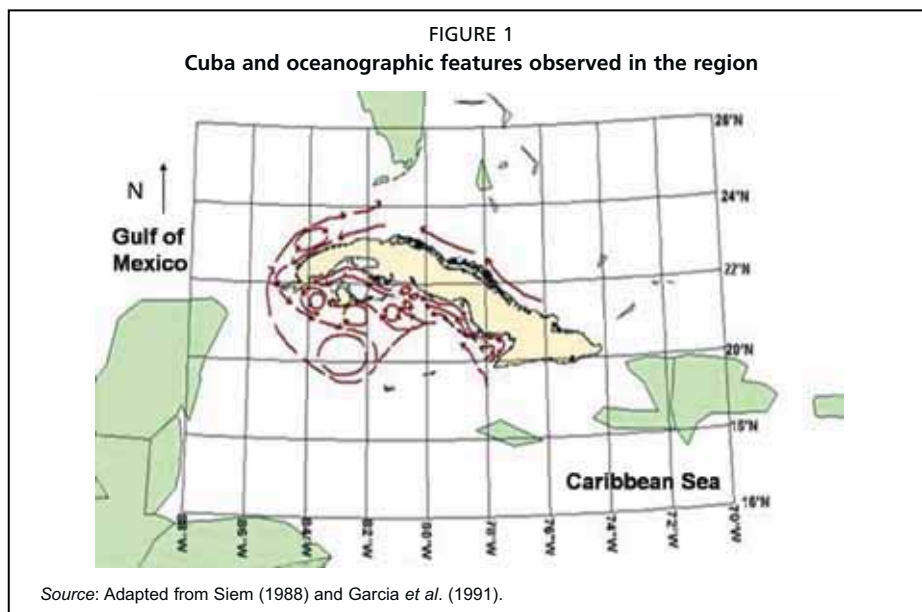 FIGURE 1
Cuba and oceanographic features observed in the region
26°N
N
24°N
Gulf of
Mexico
22°N
20°N
18°N
Caribbean Sea
16°N
88°W 86°W 84°W 82°W 80°W 78°W 76°W 74°W 72°W 70°W
Source: Adapted from Siem (1988) and Garcia et al. (1991).